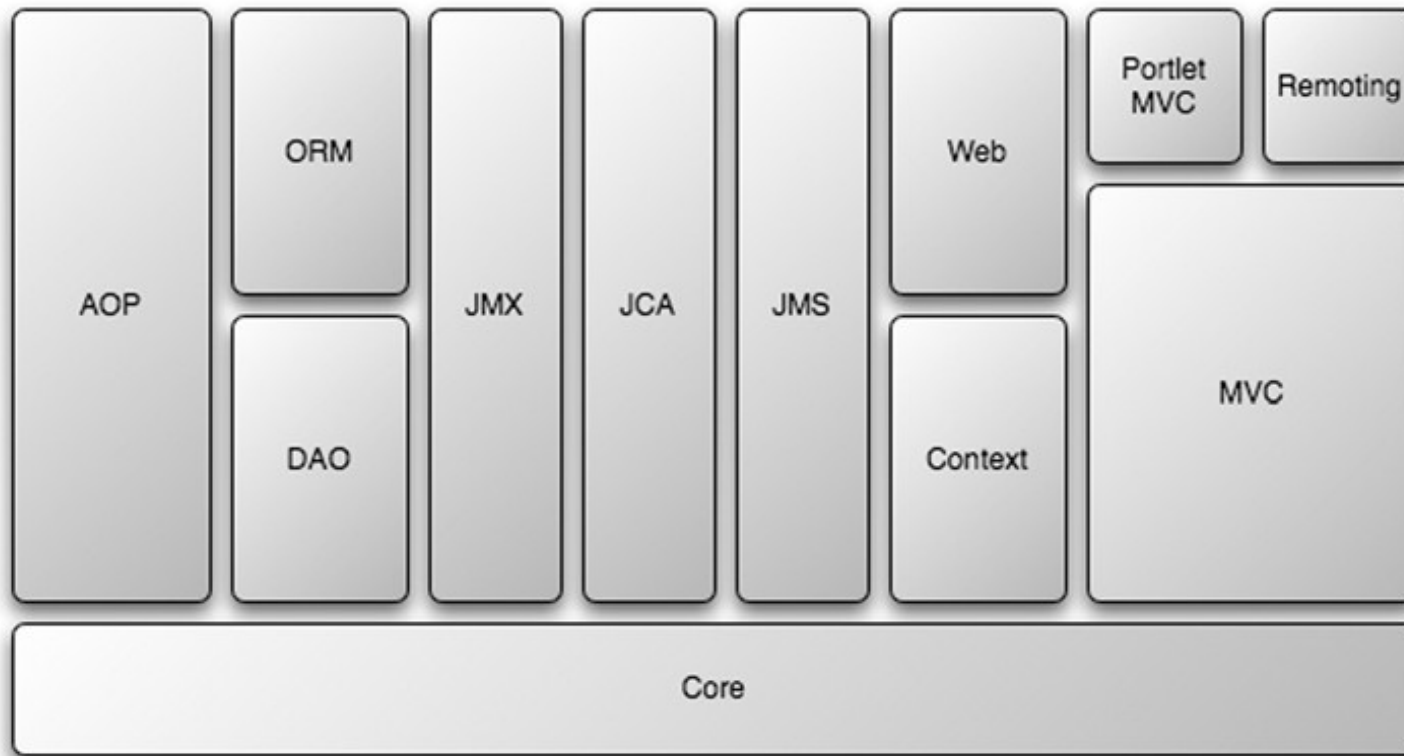 Portlet
MVC
Remoting
ORM
Web
AOP
JMX
JCA
JMS
MVC
DAO
Context
Core